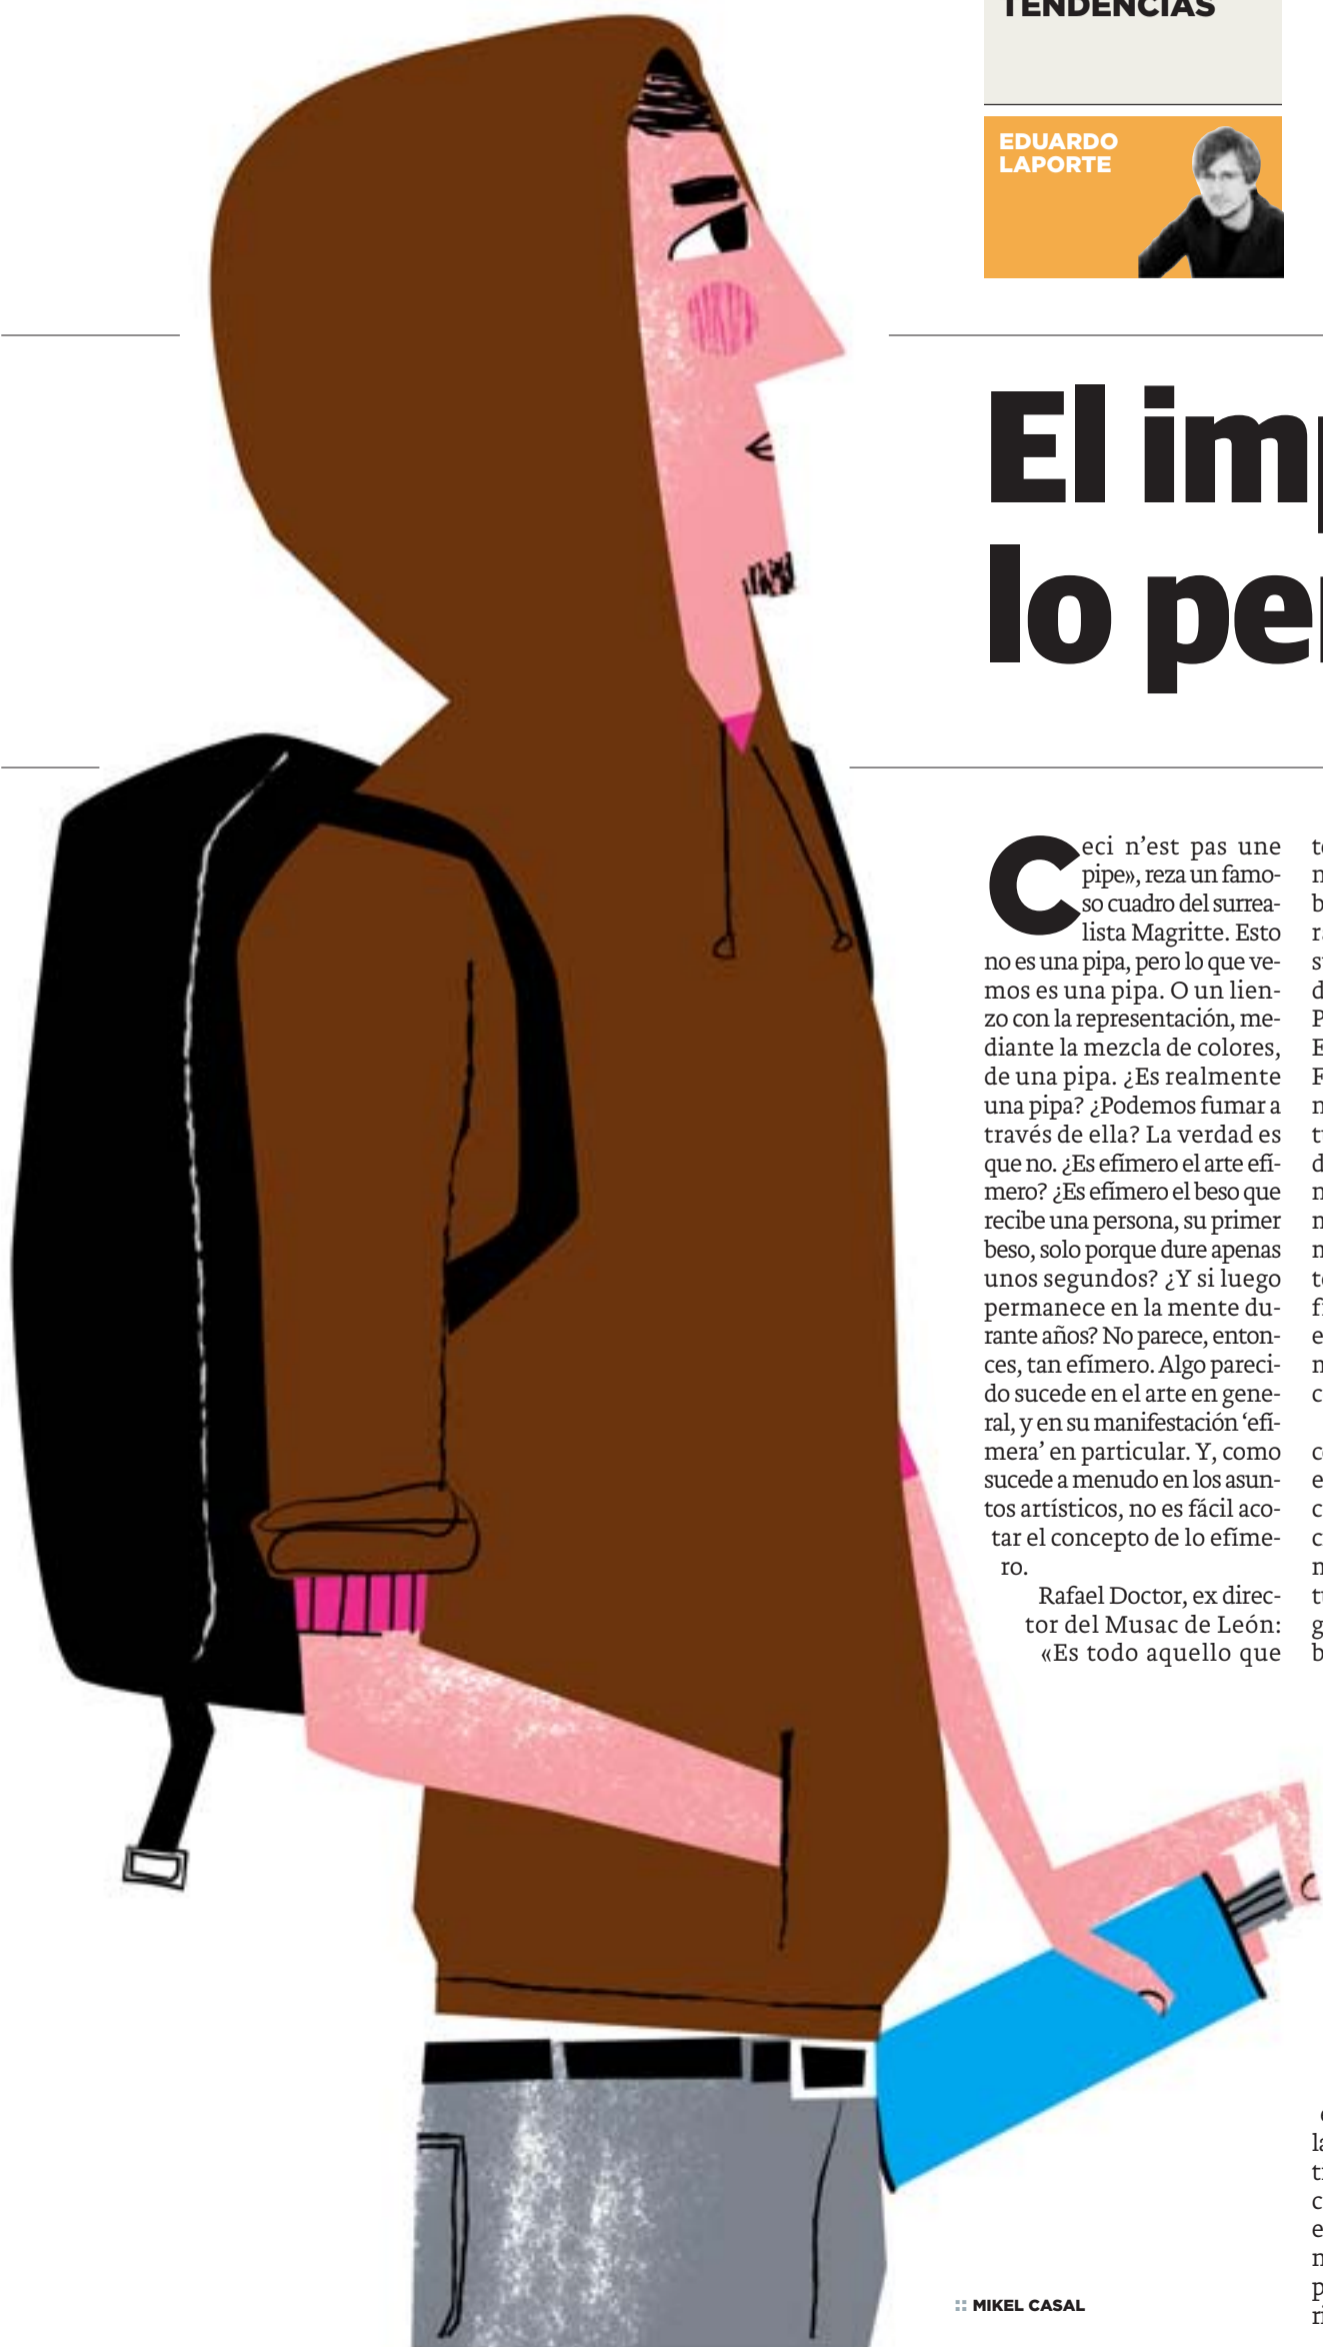 TENDENCIAS
EDUARDO
LAPORTE
El
lo
Ceci n’est pas une
pipe», reza un famo-
so cuadro del surrea-
lista Magritte. Esto
no es una pipa, pero lo que ve-
mos es una pipa. O un lien-
zo con la representación, me-
diante la mezcla de colores,
de una pipa. ¿Es realmente
una pipa? ¿Podemos fumar a
través de ella? La verdad es
que no. ¿Es efímero el arte efí-
mero? ¿Es efímero el beso que
recibe una persona, su primer
beso, solo porque dure apenas
unos segundos? ¿Y si luego
permanece en la mente du-
rante años? No parece, enton-
ces, tan efímero. Algo pareci-
do sucede en el arte en gene-
ral, y en su manifestación ‘efí-
mera’ en particular. Y, como
sucede a menudo en los asun-
tos artísticos, no es fácil aco-
tar el concepto de lo efíme-
ro.
Rafael Doctor, ex direc-
tor del Musac de León:
«Es todo aquello que
:: MIKEL CASAL